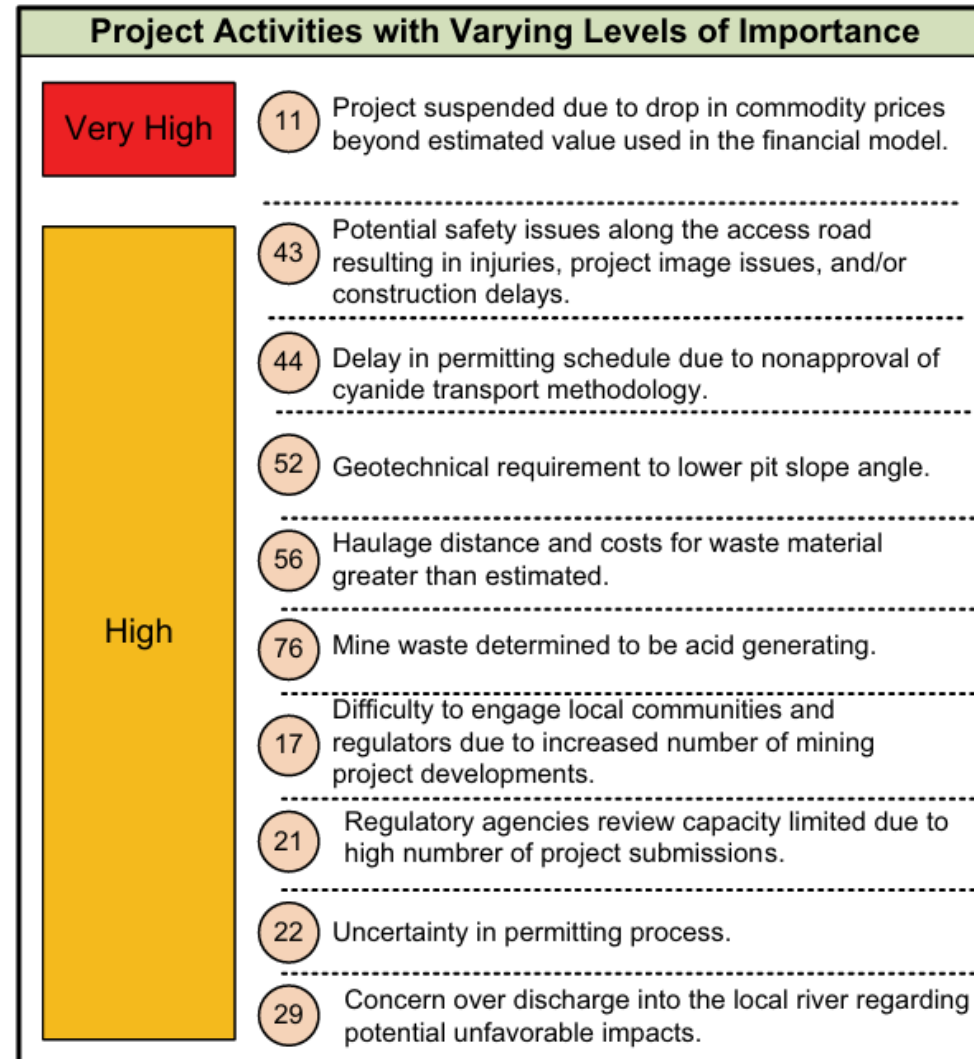 Project Activities with Varying Levels of Importance
Very High
11
Project suspended due to drop in commodity prices
beyond estimated value used in the financial model.
High
43
Potential safety issues along the access road
resulting in injuries, project image issues, and/or
construction delays.
44
Delay in permitting schedule due to nonapproval of
cyanide transport methodology.
52
Geotechnical requirement to lower pit slope angle.
56
Haulage distance and costs for waste material
greater than estimated.
76
Mine waste determined to be acid generating.
17
Difficulty to engage local communities and
regulators due to increased number of mining
project developments.
21
Regulatory agencies review capacity limited due to
high numbrer of project submissions.
22
Uncertainty in permitting process.
29
Concern over discharge into the local river regarding
potential unfavorable impacts.